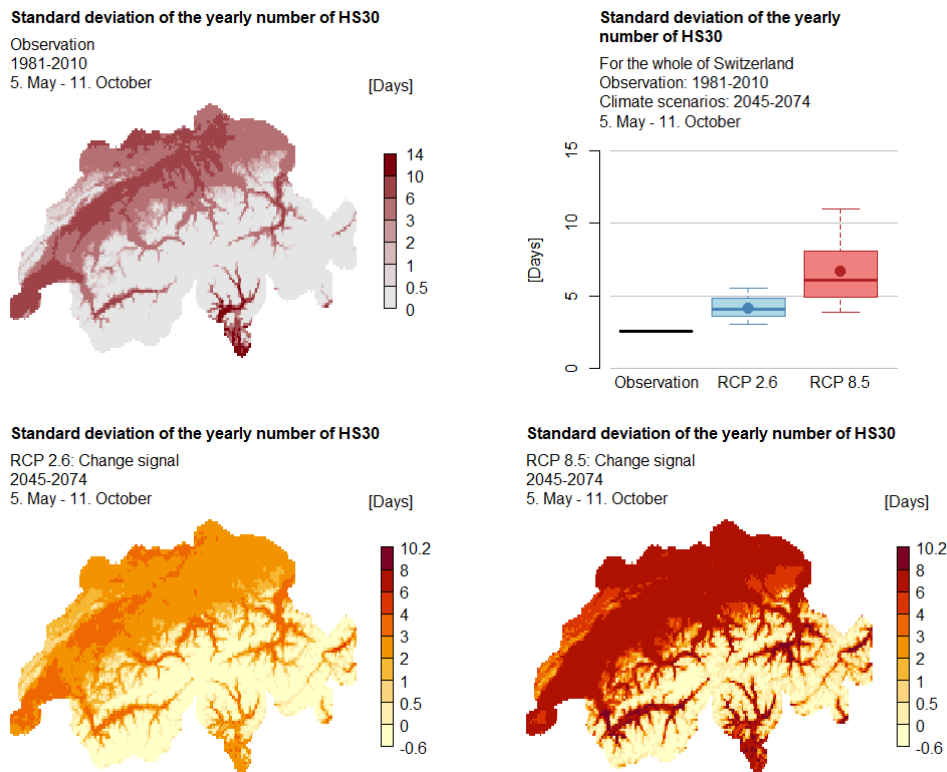 Standard deviation of the yearly number of HS30
Observation
1981-2010
5. May - 11. October
[Days]
14
10
6
3
2
1
0.5
0
Standard deviation of the yearly
number of HS30
For the whole of Switzerland
Observation: 1981-2010
Climate scenarios: 2045-2074
5. May - 11. October
15
10
5
0
[Days]
Observation
RCP 2.6
RCP 8.5
Standard deviation of the yearly number of HS30
RCP 2.6: Change signal
2045-2074
5. May - 11. October
[Days]
10.2
8
6
4
3
2
1
0.5
0
-0.6
Standard deviation of the yearly number of HS30
RCP 8.5: Change signal
2045-2074
5. May - 11. October
[Days]
10.2
8
6
4
3
2
1
0.5
0
-0.6